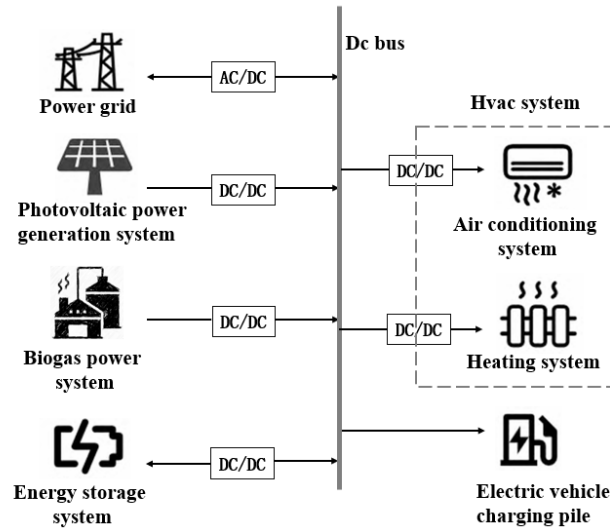 Dc bus
AC/DC
Power grid
Hvac system
DC/DC
Photovoltaic power
generation system
DC/DC
Air conditioning
system
DC/DC
Biogas power
system
DC/DC
Heating system
DC/DC
Energy storage
system
Electric vehicle
charging pile